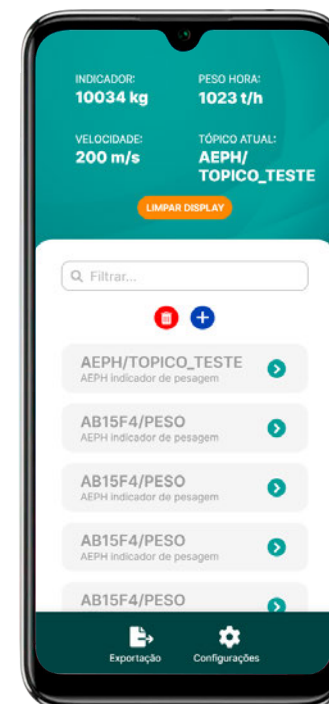 INDICADOR:
10034 kg
PESO HORA:
1023 t/h
VELOCIDADE:
200 m/s
TÓPICO ATUAL:
AEPH/
TOPICO_TESTE
LIMPAR DISPLAY
Filtrar...
AEPH/TOPICO_TESTE
AEPH indicador de pesagem
AB15F4/PESO
AEPH indicador de pesagem
AB15F4/PESO
AEPH indicador de pesagem
AB15F4/PESO
AEPH indicador de pesagem
AB15F4/PESO
Exportação
Configurações